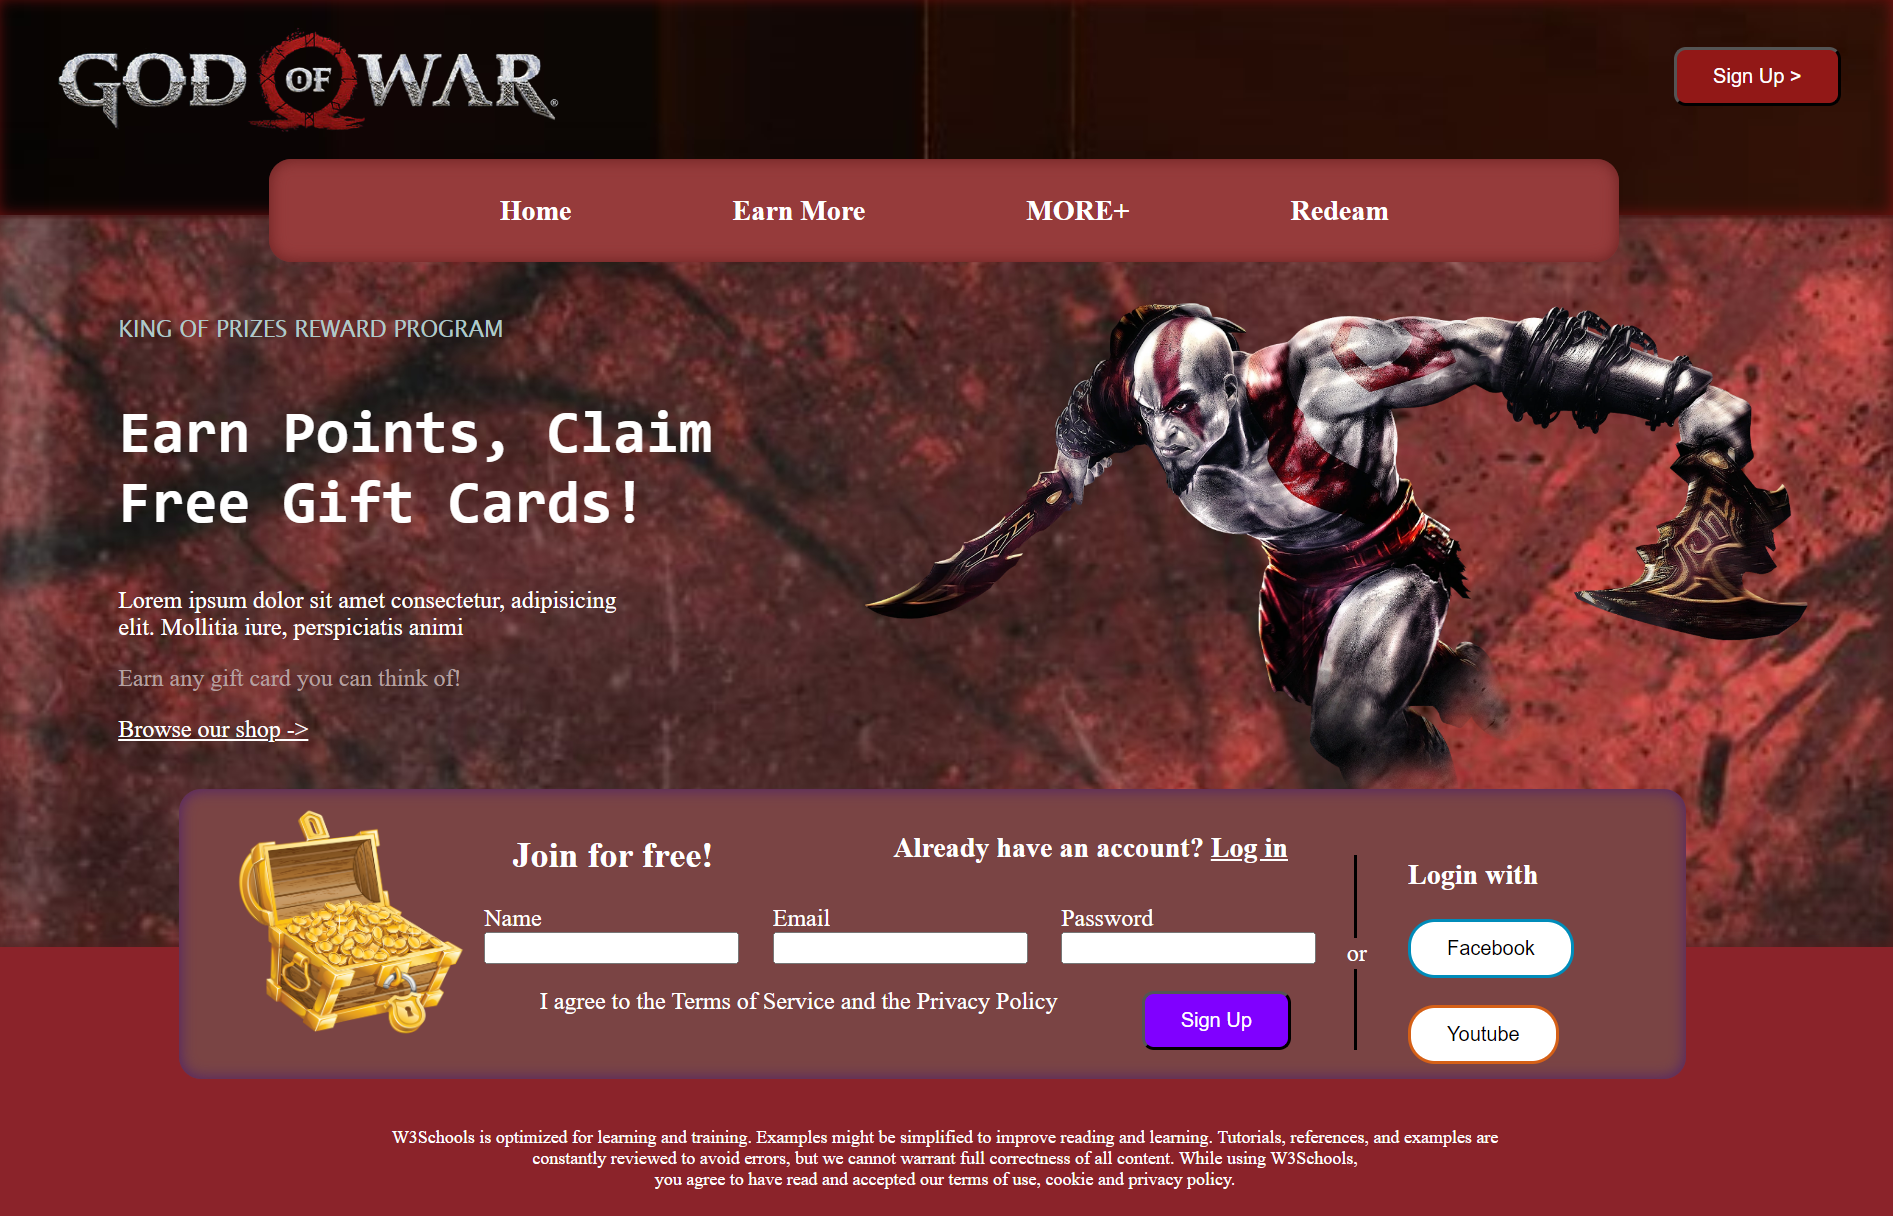 GOD OF WAR®
Sign Up >
Home
Earn More
MORE+
Redeam
KING OF PRIZES REWARD PROGRAM
Earn Points, Claim
Free Gift Cards!
Lorem ipsum dolor sit amet consectetur, adipisicing
elit. Mollitia iure, perspiciatis animi
Earn any gift card you can think of!
Browse our shop ->
Join for free!
Already have an account? Log in
Name
Email
Password
I agree to the Terms of Service and the Privacy Policy
Sign Up
or
Login with
Facebook
Youtube
W3Schools is optimized for learning and training. Examples might be simplified to improve reading and learning. Tutorials, references, and examples are
constantly reviewed to avoid errors, but we cannot warrant full correctness of all content. While using W3Schools,
you agree to have read and accepted our terms of use, cookie and privacy policy.